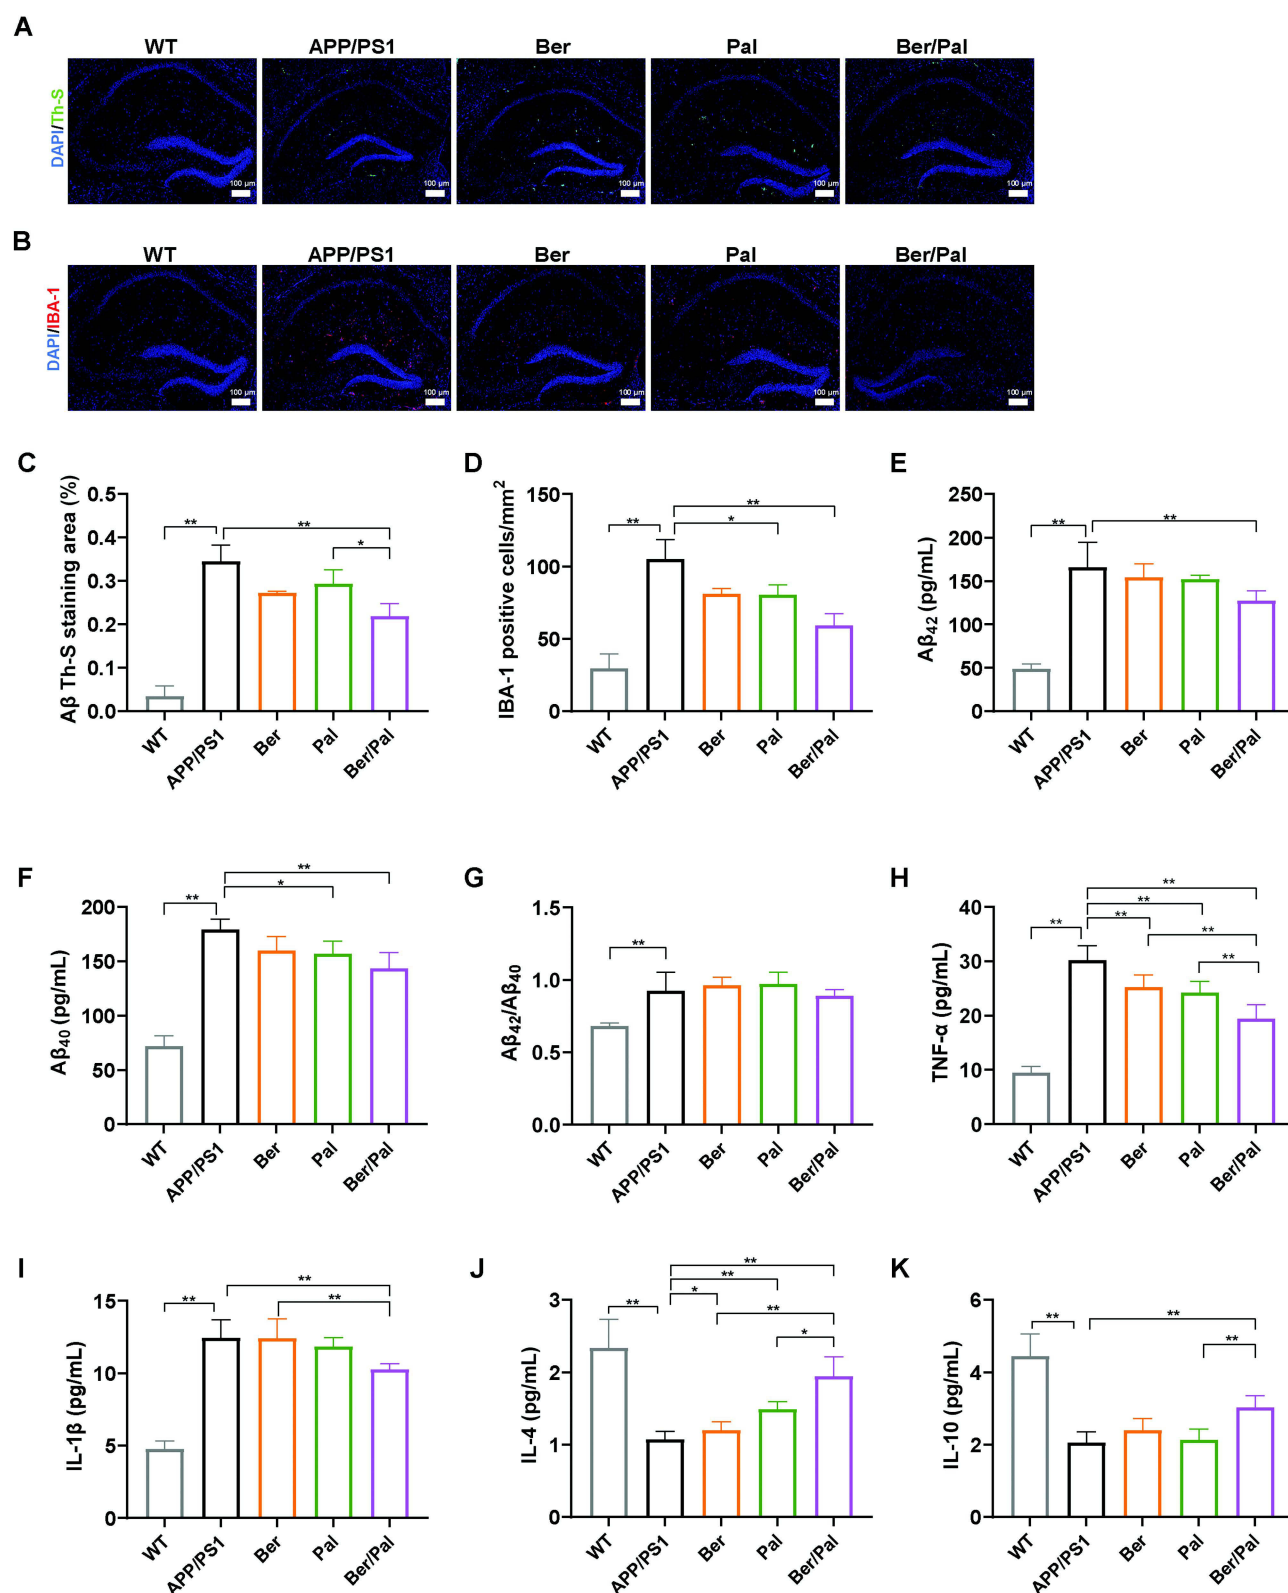 A
WT APP/PS1 Ber Pal Ber/Pal
DAPI/Th-S
100 µm 100 µm 100 µm 100 µm 100 µm
B
WT APP/PS1 Ber Pal Ber/Pal
DAPI/IBA-1
100 µm 100 µm 100 µm 100 µm 100 µm
C
Aβ Th-S staining area (%)
0.5
0.4
0.3
0.2
0.1
0.0
** ** *
WT APP/PS1 Ber Pal Ber/Pal
D
IBA-1 positive cells/mm²
150
100
50
0
** ** *
WT APP/PS1 Ber Pal Ber/Pal
E
Aβ₄₂ (pg/mL)
250
200
150
100
50
0
** **
WT APP/PS1 Ber Pal Ber/Pal
F
Aβ₄₀ (pg/mL)
200
150
100
50
0
** ** *
WT APP/PS1 Ber Pal Ber/Pal
G
Aβ₄₂/Aβ₄₀
1.5
1.0
0.5
0.0
**
WT APP/PS1 Ber Pal Ber/Pal
H
TNF-α (pg/mL)
40
30
20
10
0
** ** ** ** ** **
WT APP/PS1 Ber Pal Ber/Pal
I
IL-1β (pg/mL)
15
10
5
0
** ** **
WT APP/PS1 Ber Pal Ber/Pal
J
IL-4 (pg/mL)
3
2
1
0
** ** ** * ** *
WT APP/PS1 Ber Pal Ber/Pal
K
IL-10 (pg/mL)
6
4
2
0
** ** **
WT APP/PS1 Ber Pal Ber/Pal